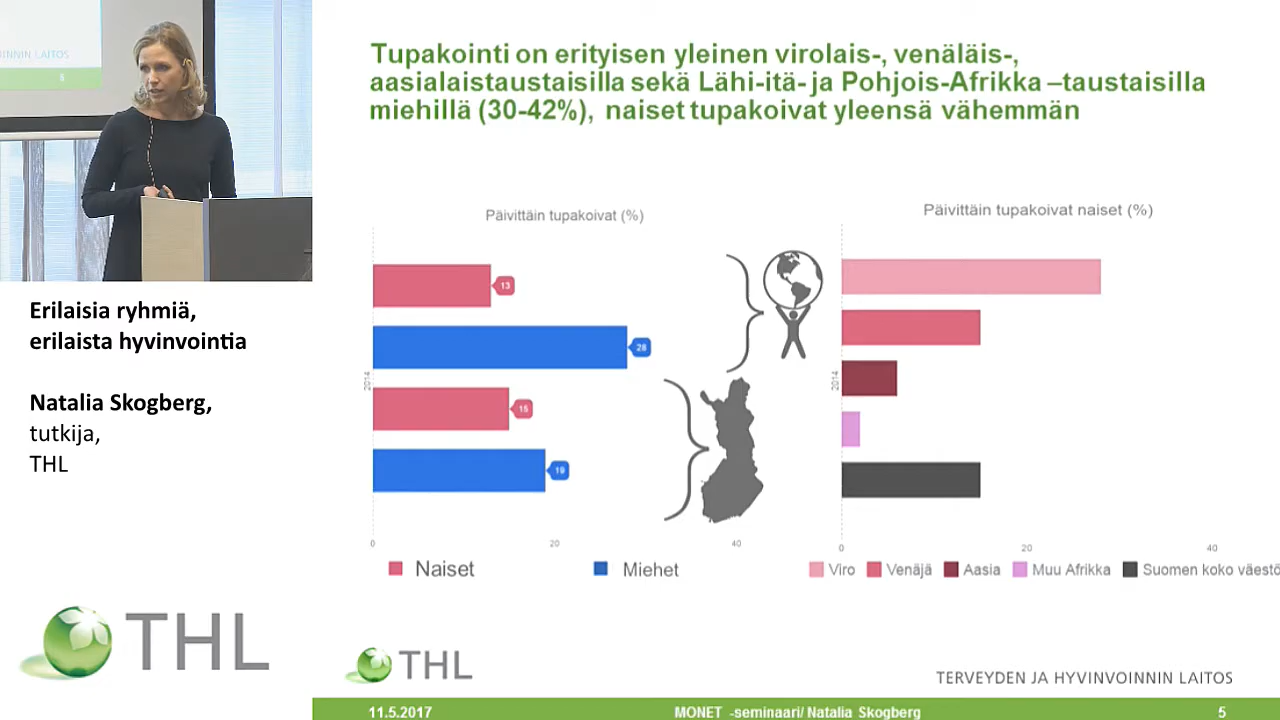 OINNIN LAITOS
5
Erilaisia ryhmiä,
erilaista hyvinvointia
Natalia Skogberg,
tutkija,
THL
THL
Tupakointi on erityisen yleinen virolais-, venäläis-,
aasialaistaustaisilla sekä Lähi-itä- ja Pohjois-Afrikka –taustaisilla
miehillä (30-42%), naiset tupakoivat yleensä vähemmän
Päivittäin tupakoivat (%)
13
28
2014
15
19
0 20 40
Naiset Miehet
Päivittäin tupakoivat naiset (%)
2014
0 20 40
Viro Venäjä Aasia Muu Afrikka Suomen koko väestö
THL
TERVEYDEN JA HYVINVOINNIN LAITOS
11.5.2017 MONET -seminaari/ Natalia Skogberg 5